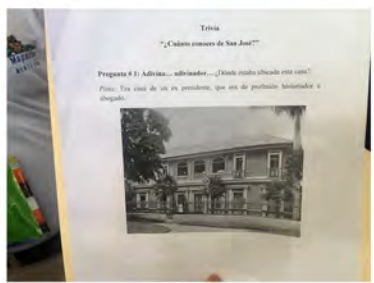 Trivia
"¿Cuánto conoces de San José?"
Pregunta # 1: Adivina… adivinador… ¿Dónde estaba ubicada esta casa?
Pista: Era casa de un ex presidente, que era de profesión historiador y
abogado.